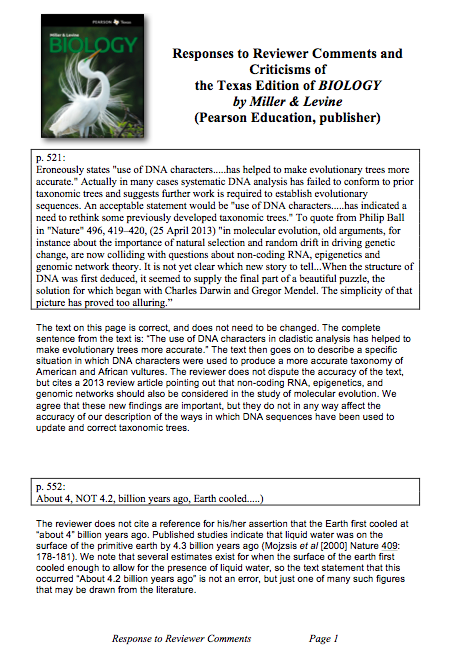 PEARSON Texas
Miller & Levine
BIOLOGY
Responses to Reviewer Comments and
Criticisms of
the Texas Edition of BIOLOGY
by Miller & Levine
(Pearson Education, publisher)
p. 521:
Erroneously states "use of DNA characters.....has helped to make evolutionary trees more
accurate." Actually in many cases systematic DNA analysis has failed to conform to prior
taxonomic trees and suggests further work is required to establish evolutionary
sequences. An acceptable statement would be "use of DNA characters.....has indicated a
need to rethink some previously developed taxonomic trees." To quote from Philip Ball
in "Nature" 496, 419–420, (25 April 2013) "in molecular evolution, old arguments, for
instance about the importance of natural selection and random drift in driving genetic
change, are now colliding with questions about non-coding RNA, epigenetics and
genomic network theory. It is not yet clear which new story to tell...When the structure of
DNA was first deduced, it seemed to supply the final part of a beautiful puzzle, the
solution for which began with Charles Darwin and Gregor Mendel. The simplicity of that
picture has proved too alluring.”
The text on this page is correct, and does not need to be changed. The complete
sentence from the text is: “The use of DNA characters in cladistic analysis has helped to
make evolutionary trees more accurate.” The text then goes on to describe a specific
situation in which DNA characters were used to produce a more accurate taxonomy of
American and African vultures. The reviewer does not dispute the accuracy of the text,
but cites a 2013 review article pointing out that non-coding RNA, epigenetics, and
genomic networks should also be considered in the study of molecular evolution. We
agree that these new findings are important, but they do not in any way affect the
accuracy of our description of the ways in which DNA sequences have been used to
update and correct taxonomic trees.
p. 552:
About 4, NOT 4.2, billion years ago, Earth cooled.....)
The reviewer does not cite a reference for his/her assertion that the Earth first cooled at
“about 4” billion years ago. Published studies indicate that liquid water was on the
surface of the primitive earth by 4.3 billion years ago (Mojzsis et al [2000] Nature 409:
178-181). We note that several estimates exist for when the surface of the earth first
cooled enough to allow for the presence of liquid water, so the text statement that this
occurred “About 4.2 billion years ago” is not an error, but just one of many such figures
that may be drawn from the literature.
Response to Reviewer Comments Page 1